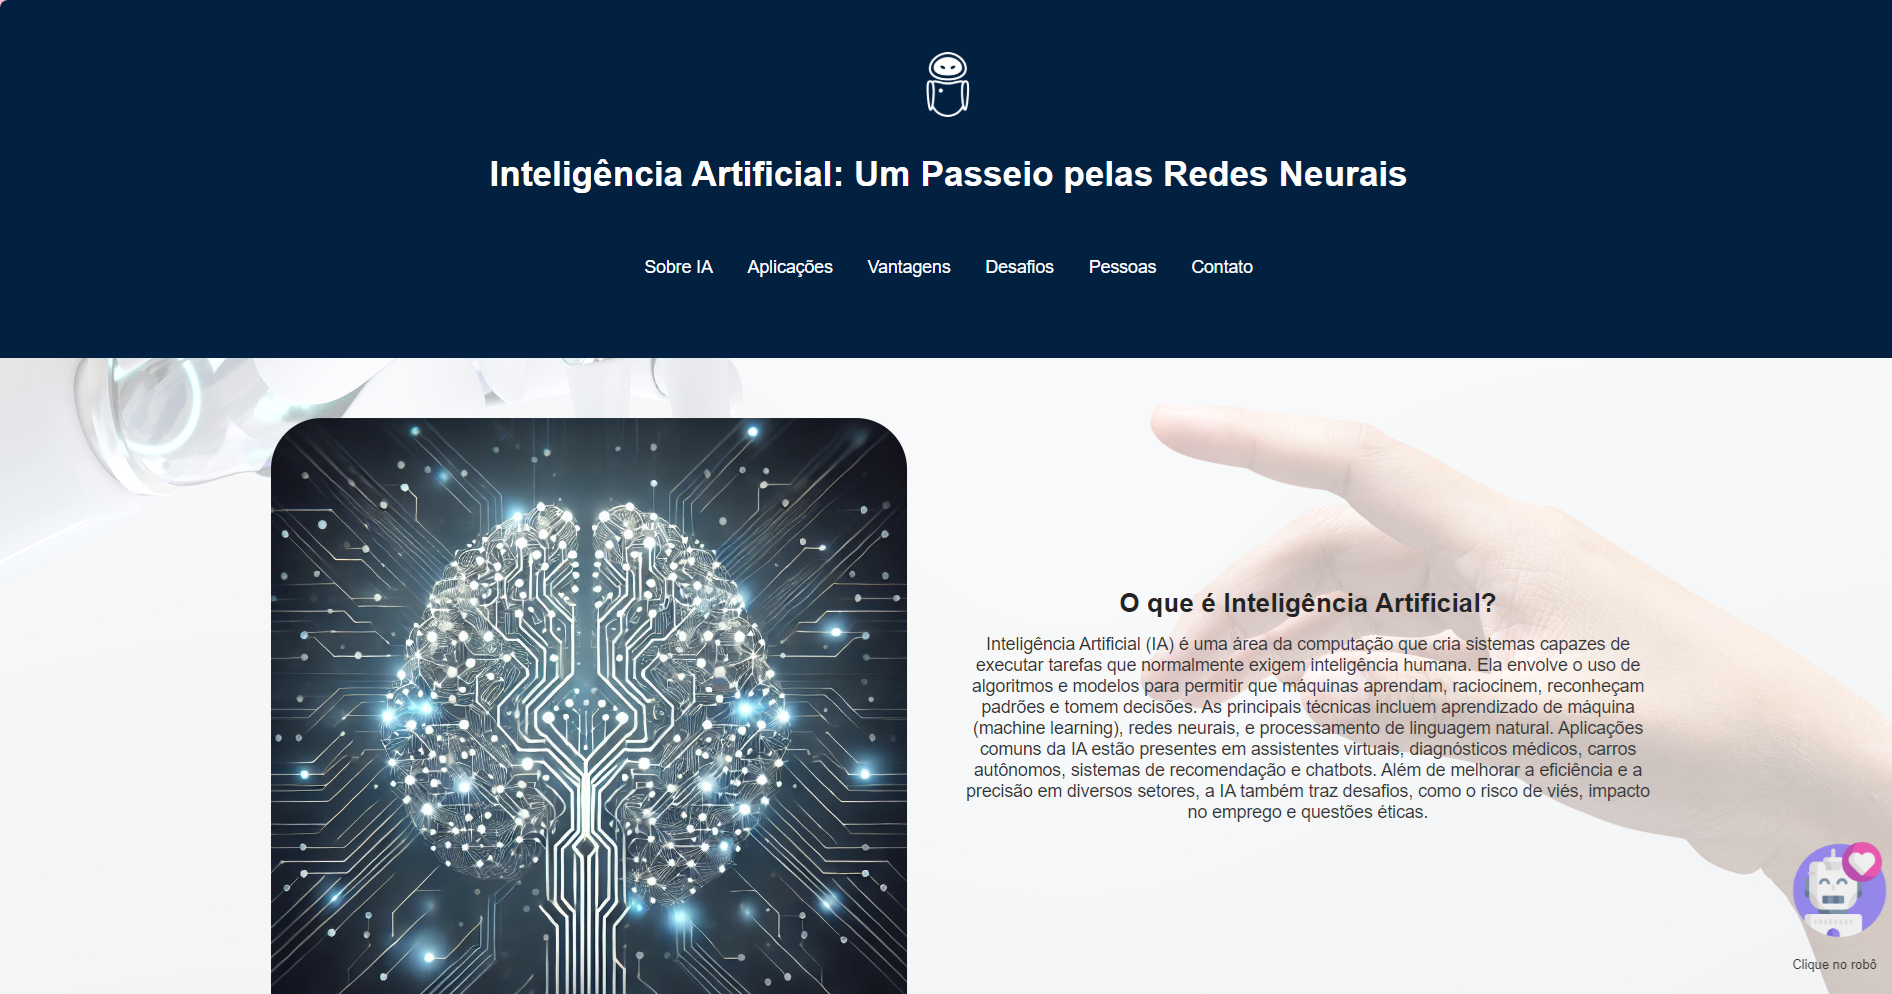 Inteligência Artificial: Um Passeio pelas Redes Neurais
Sobre IA Aplicações Vantagens Desafios Pessoas Contato
O que é Inteligência Artificial?
Inteligência Artificial (IA) é uma área da computação que cria sistemas capazes de
executar tarefas que normalmente exigem inteligência humana. Ela envolve o uso de
algoritmos e modelos para permitir que máquinas aprendam, raciocinem, reconheçam
padrões e tomem decisões. As principais técnicas incluem aprendizado de máquina
(machine learning), redes neurais, e processamento de linguagem natural. Aplicações
comuns da IA estão presentes em assistentes virtuais, diagnósticos médicos, carros
autônomos, sistemas de recomendação e chatbots. Além de melhorar a eficiência e a
precisão em diversos setores, a IA também traz desafios, como o risco de viés, impacto
no emprego e questões éticas.
Clique no robô